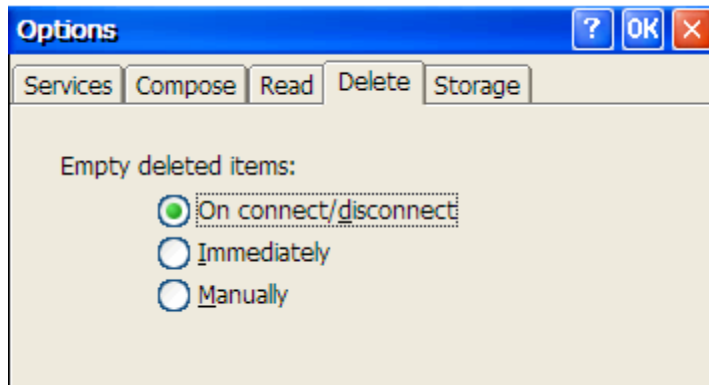 Options ? OK ×
Services Compose Read Delete Storage
Empty deleted items:
On connect/disconnect
Immediately
Manually